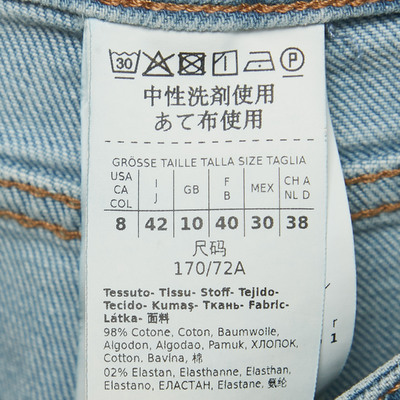 30 P
中性洗剤使用
あて布使用
GRÖSSE TAILLE TALLA SIZE TAGLIA
USA CA COL I J GB F B MEX CH A NL D
8 42 10 40 30 38
尺码
170/72A
Tessuto- Tissu- Stoff- Tejido-
Tecido- Kumaş- Ткань- Fabric-
Látka- 面料
98% Cotone, Coton, Baumwolle,
Algodon, Algodao, Pamuk, ХЛОПОК,
Cotton. Bavlna, 棉
02% Elastan, Elasthanne, Elasthan,
Elastano, ЕЛАСТАН, Elastane, 氨纶
r
1